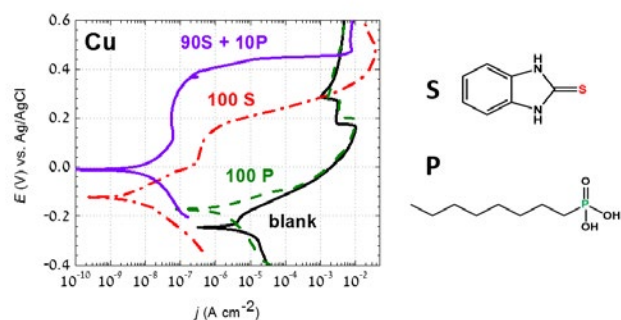 Cu
90S + 10P
100 S
100 P
blank
E (V) vs. Ag/AgCl
0.6
0.4
0.2
0.0
-0.2
-0.4
10⁻¹⁰ 10⁻⁹ 10⁻⁸ 10⁻⁷ 10⁻⁶ 10⁻⁵ 10⁻⁴ 10⁻³ 10⁻²
j (A cm⁻²)
S
H
N
S
N
H
P
O
P
OH
OH